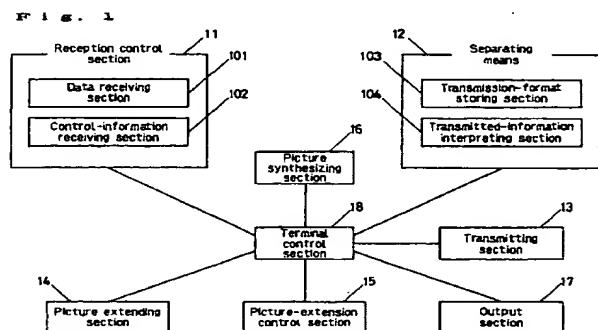 Fig. 1
11
12
Reception control
section
101
Data receiving
section
102
Control-information
receiving section
Separating
means
103
Transmission-format
storing section
104
Transmitted-information
interpreting section
16
Picture
synthesizing
section
18
Terminal
control
section
13
Transmitting
section
14
Picture extending
section
15
Picture-extension
control section
17
Output
section